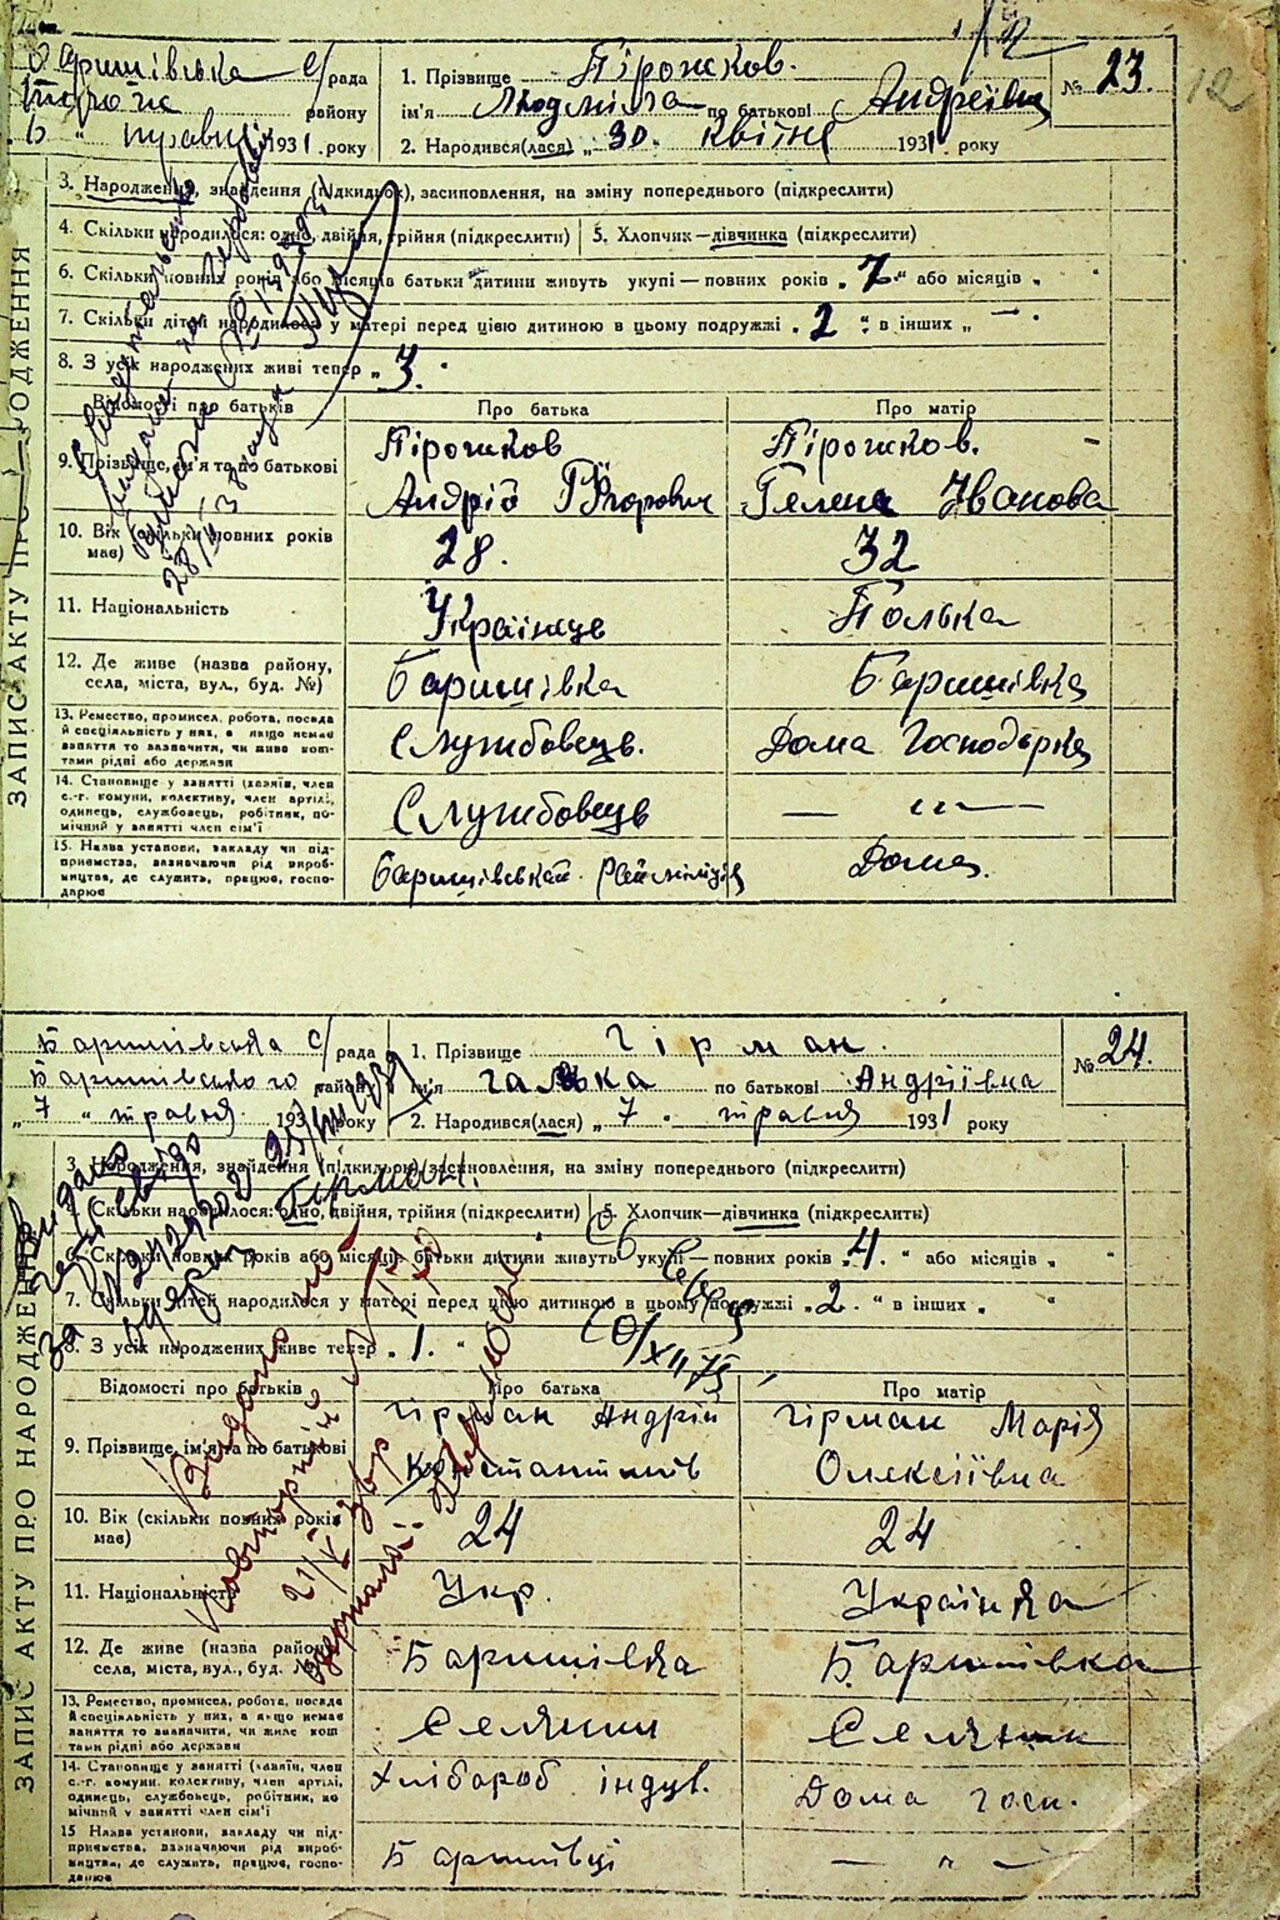 Баришівська с/рада
району
6 " травня 1931 року
1. Прізвище Пірожков.
ім'я Людміла по батькові Андреівна
2. Народився(лася) „ 30. квітня 1931 року
№ 23.
12
3. Народження, знайдення (підкидьок), засиновлення, на зміну попереднього (підкреслити)
4. Скільки народилося: одно, двійня, трійня (підкреслити) 5. Хлопчик—дівчинка (підкреслити)
6. Скільки повних років або місяців батьки дитини живуть укупі — повних років „ 7 " або місяців „ "
7. Скільки дітей народилося у матері перед цією дитиною в цьому подружжі „ 2 " в інших „ — "
8. З усіх народжених живі тепер „ 3. "
Відомості про батьків Про батька Про матір
9. Прізвище, ім'я та по батькові
Пірожков Андрій Григорович
Пірожков. Гелена Іванова
10. Вік (скільки повних років має) 28. 32
11. Національність Українець Полька
12. Де живе (назва району, села, міста, вул., буд. №) Баришівка Баришівка
13. Ремество, промисел, робота, посада й спеціяльність у них, а якщо немає заняття то зазначити, чи живе коштами рідні або держави
Службовець. Дома Господарка
14. Становище у занятті (хазяїн, член с.-г. комуни, колективу, член артілі, одинець, службовець, робітник, помічний у занятті член сім'ї
Службовець — „ —
15. Назва установи, закладу чи підприємства, зазначаючи рід виробництва, де служить, працює, господарює
Баришівська Райміліція Дома.
ЗАПИС АКТУ ПРО НАРОДЖЕННЯ
28/V 38
Баришівська с/рада
Баришівського району
„ 7 " травня 1931 року
1. Прізвище Гірман.
ім'я Галька по батькові Андріївна
2. Народився(лася) „ 7 " травня 1931 року
№ 24.
3. Народження, знайдення (підкидьок), засиновлення, на зміну попереднього (підкреслити)
4. Скільки народилося: одно, двійня, трійня (підкреслити) 5. Хлопчик—дівчинка (підкреслити)
6. Скільки повних років або місяців батьки дитини живуть укупі — повних років „ 4. " або місяців „ "
7. Скільки дітей народилося у матері перед цією дитиною в цьому подружжі „ 2. " в інших „ "
8. З усіх народжених живе тепер „ 1. "
Відомості про батьків Про батька Про матір
9. Прізвище, ім'я та по батькові
Гірман Андрій Константинів
Гірман Марія Олексіївна
10. Вік (скільки повних років має) 24 24
11. Національність Укр. Українка
12. Де живе (назва району, села, міста, вул., буд. №) Баришівка Баришівка
13. Ремество, промисел, робота, посада й спеціяльність у них, а якщо немає заняття то зазначити, чи живе коштами рідні або держави
Селянин Селянк
14. Становище у занятті (хазяїн, член с.-г. комуни, колективу, член артілі, одинець, службовець, робітник, помічний у занятті член сім'ї
Хлібороб індув. Дома госп.
15 Назва установи, закладу чи підприємства, зазначаючи рід виробництва, де служить, працює, господарює
Баришівці — " —
ЗАПИС АКТУ ПРО НАРОДЖЕННЯ
Видано
Гірман.
Видано
повторний